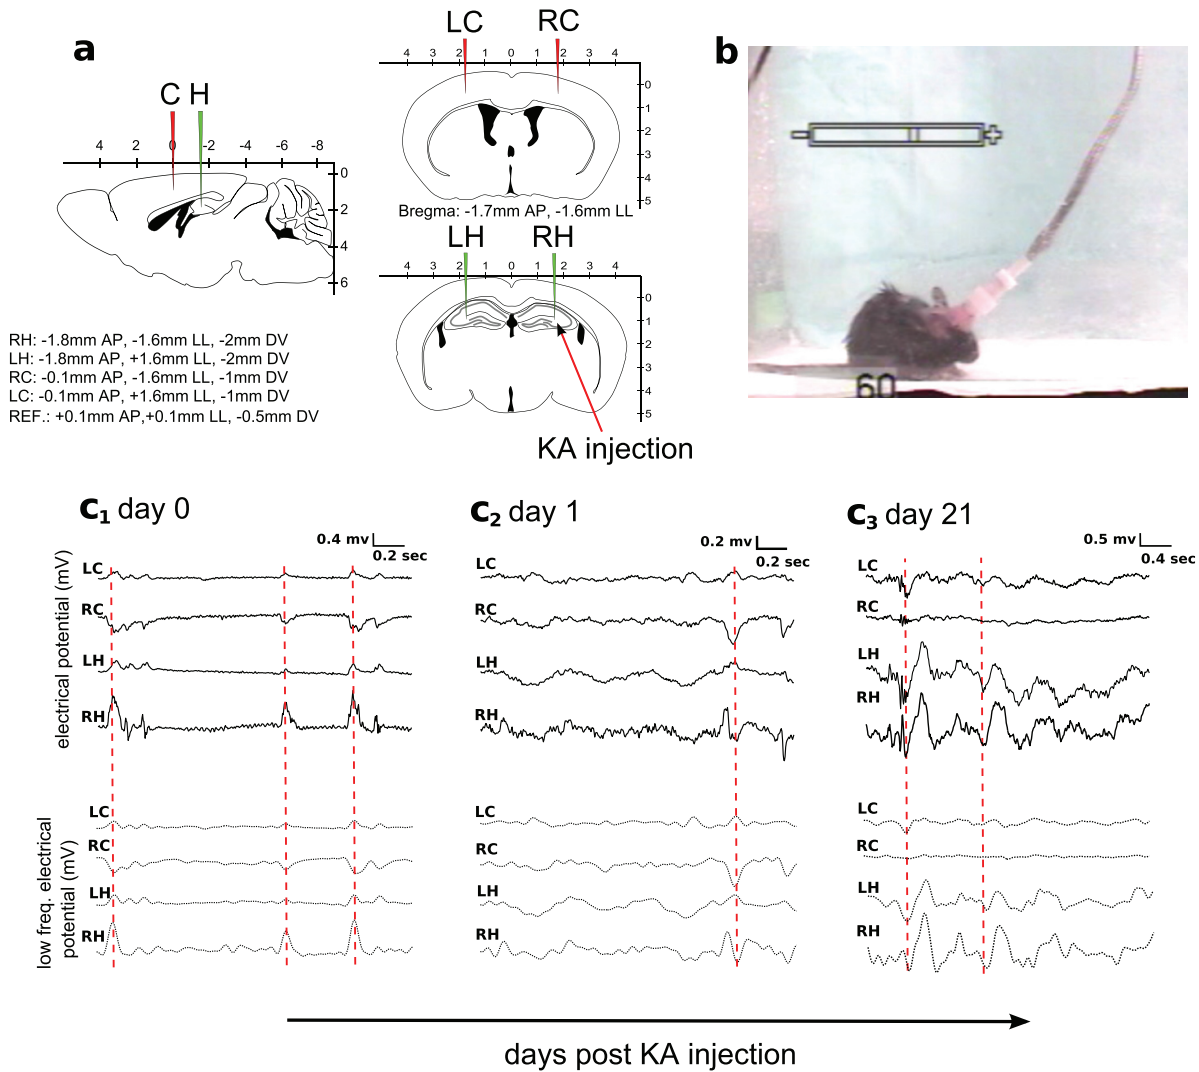 a
C H
4 2 0 -2 -4 -6 -8
0
2
4
6
RH: -1.8mm AP, -1.6mm LL, -2mm DV
LH: -1.8mm AP, +1.6mm LL, -2mm DV
RC: -0.1mm AP, -1.6mm LL, -1mm DV
LC: -0.1mm AP, +1.6mm LL, -1mm DV
REF.: +0.1mm AP,+0.1mm LL, -0.5mm DV
LC RC
4 3 2 1 0 1 2 3 4
0
1
2
3
4
5
Bregma: -1.7mm AP, -1.6mm LL
LH RH
4 3 2 1 0 1 2 3 4
0
1
2
3
4
5
KA injection
b
- +
60
c1 day 0
0.4 mv
0.2 sec
electrical potential (mV)
LC
RC
LH
RH
low freq. electrical
potential (mV)
LC
RC
LH
RH
c2 day 1
0.2 mv
0.2 sec
LC
RC
LH
RH
LC
RC
LH
RH
c3 day 21
0.5 mv
0.4 sec
LC
RC
LH
RH
LC
RC
LH
RH
days post KA injection